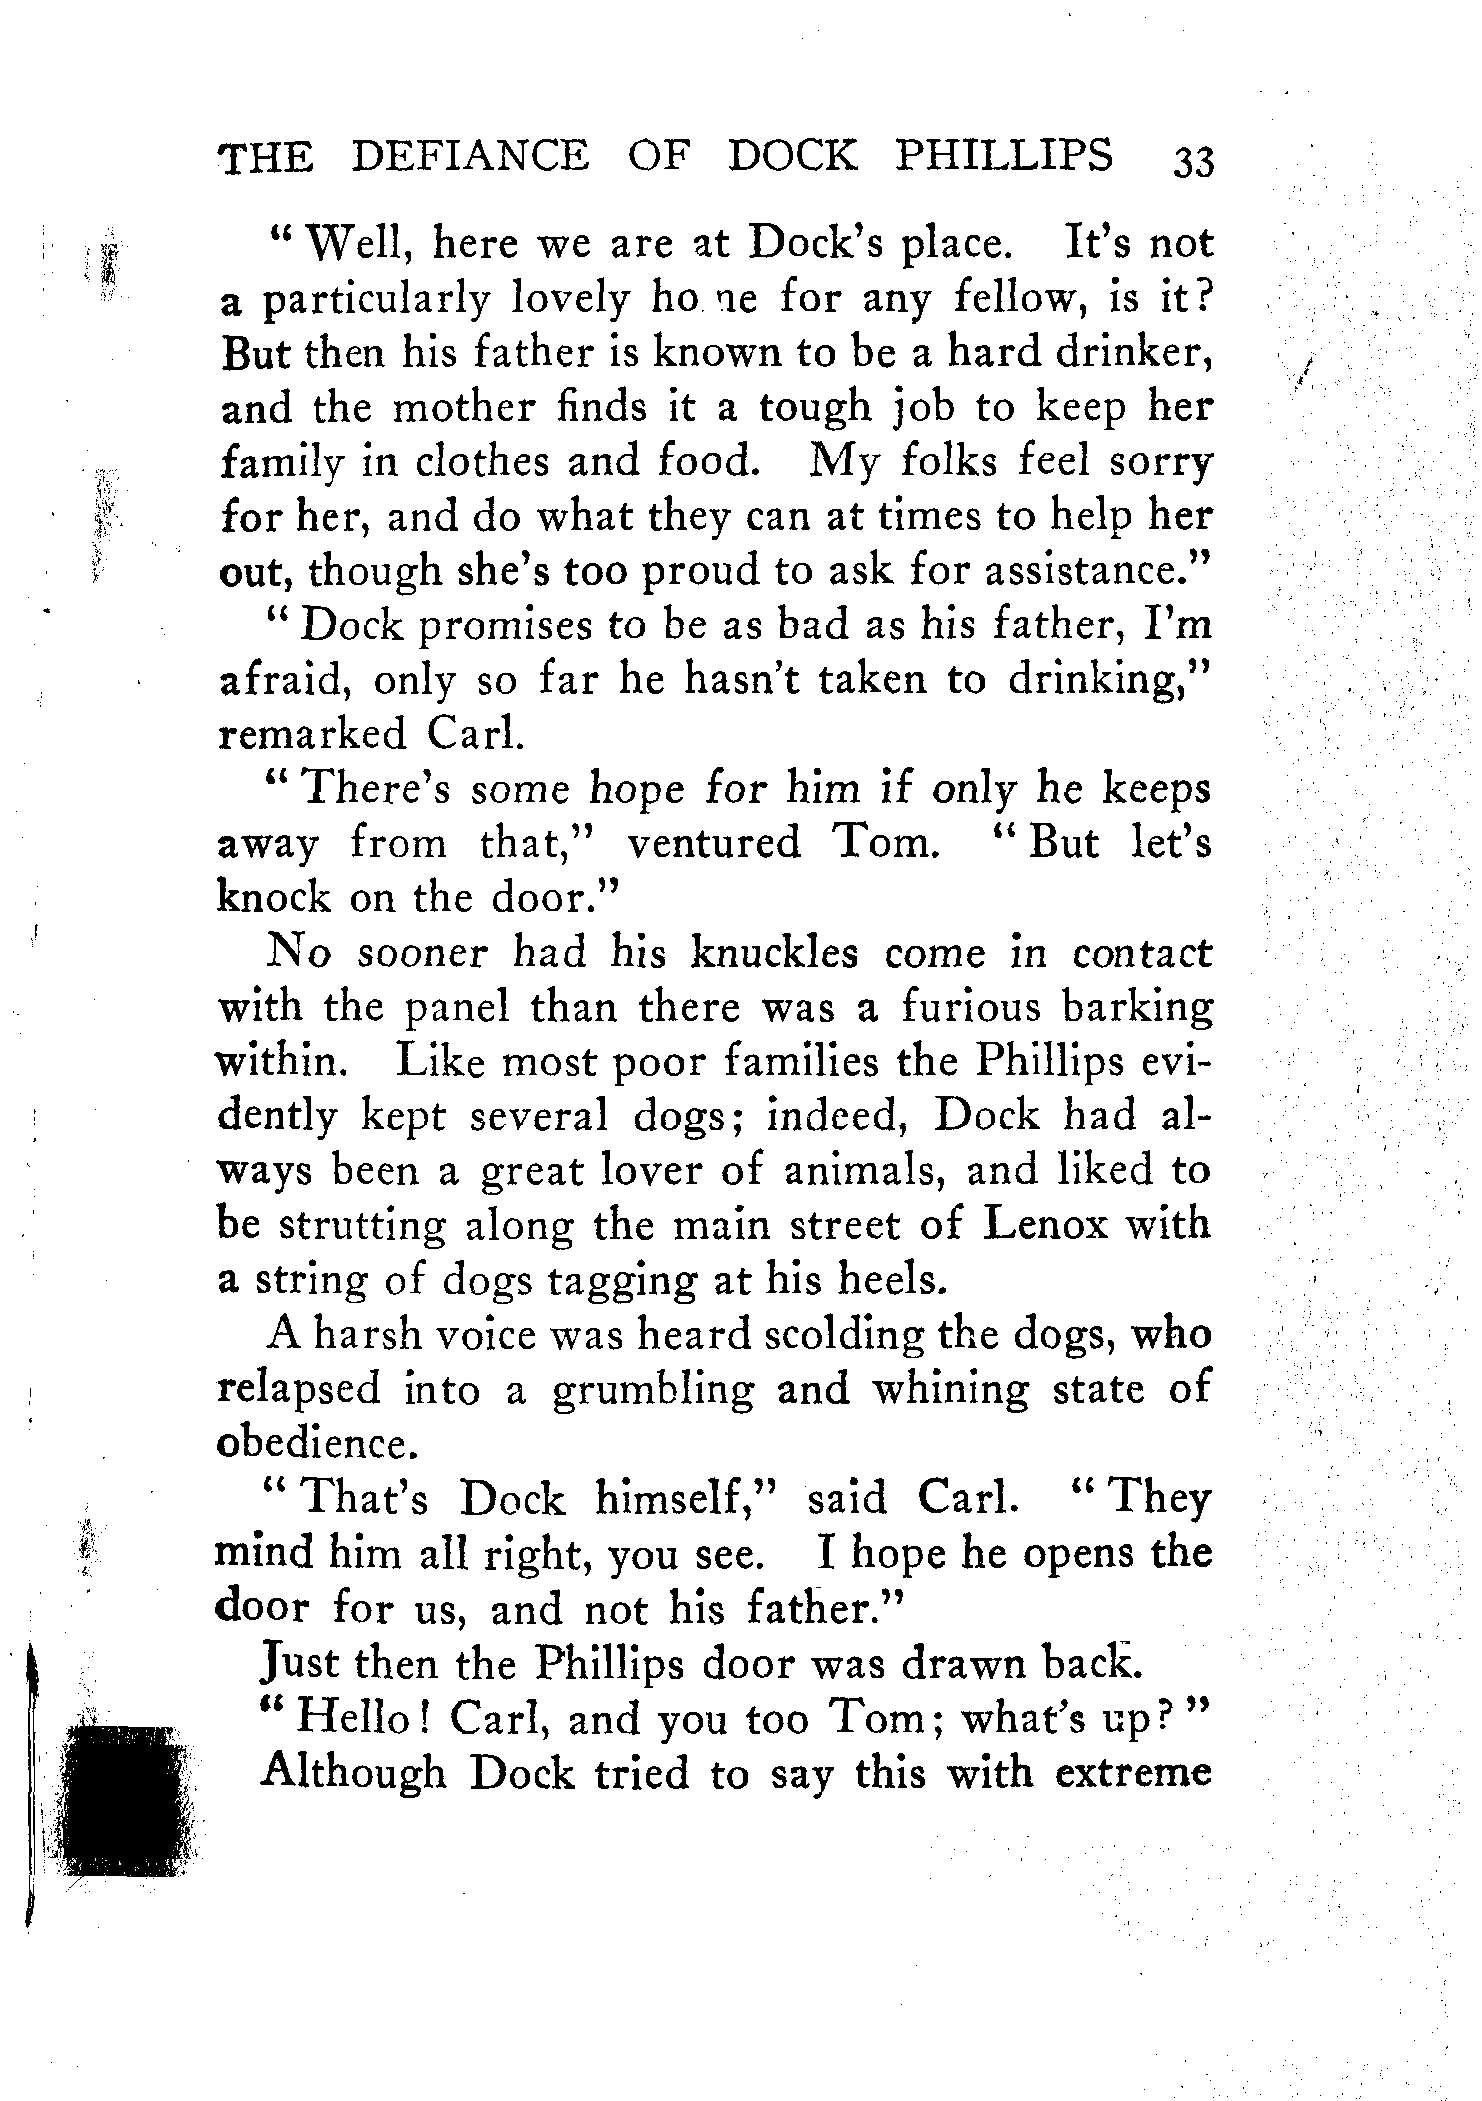 THE DEFIANCE OF DOCK PHILLIPS 33
" Well, here we are at Dock's place. It's not
a particularly lovely home for any fellow, is it?
But then his father is known to be a hard drinker,
and the mother finds it a tough job to keep her
family in clothes and food. My folks feel sorry
for her, and do what they can at times to help her
out, though she's too proud to ask for assistance."
" Dock promises to be as bad as his father, I'm
afraid, only so far he hasn't taken to drinking,"
remarked Carl.
" There's some hope for him if only he keeps
away from that," ventured Tom. " But let's
knock on the door."
No sooner had his knuckles come in contact
with the panel than there was a furious barking
within. Like most poor families the Phillips evi-
dently kept several dogs; indeed, Dock had al-
ways been a great lover of animals, and liked to
be strutting along the main street of Lenox with
a string of dogs tagging at his heels.
A harsh voice was heard scolding the dogs, who
relapsed into a grumbling and whining state of
obedience.
" That's Dock himself," said Carl. " They
mind him all right, you see. I hope he opens the
door for us, and not his father."
Just then the Phillips door was drawn back.
" Hello! Carl, and you too Tom; what's up? "
Although Dock tried to say this with extreme